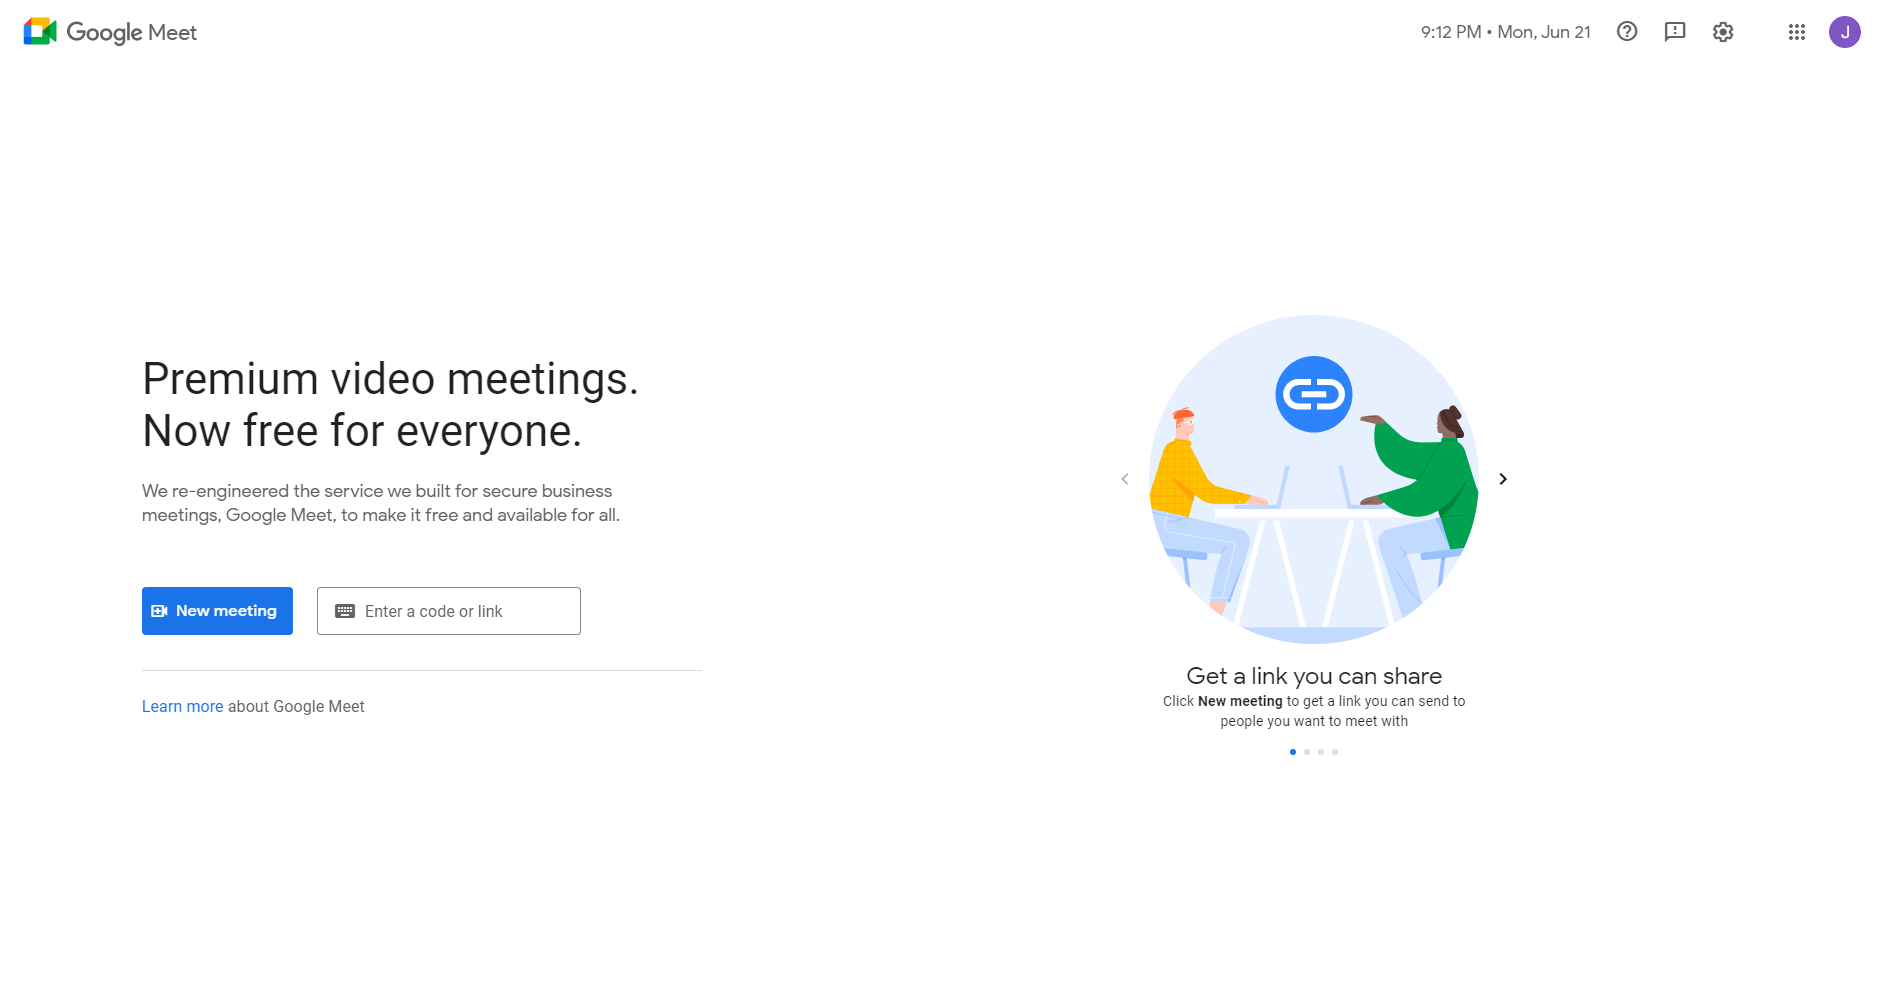 Google Meet
9:12 PM • Mon, Jun 21
J
Premium video meetings.
Now free for everyone.
We re-engineered the service we built for secure business
meetings, Google Meet, to make it free and available for all.
New meeting
Enter a code or link
Learn more about Google Meet
Get a link you can share
Click New meeting to get a link you can send to
people you want to meet with